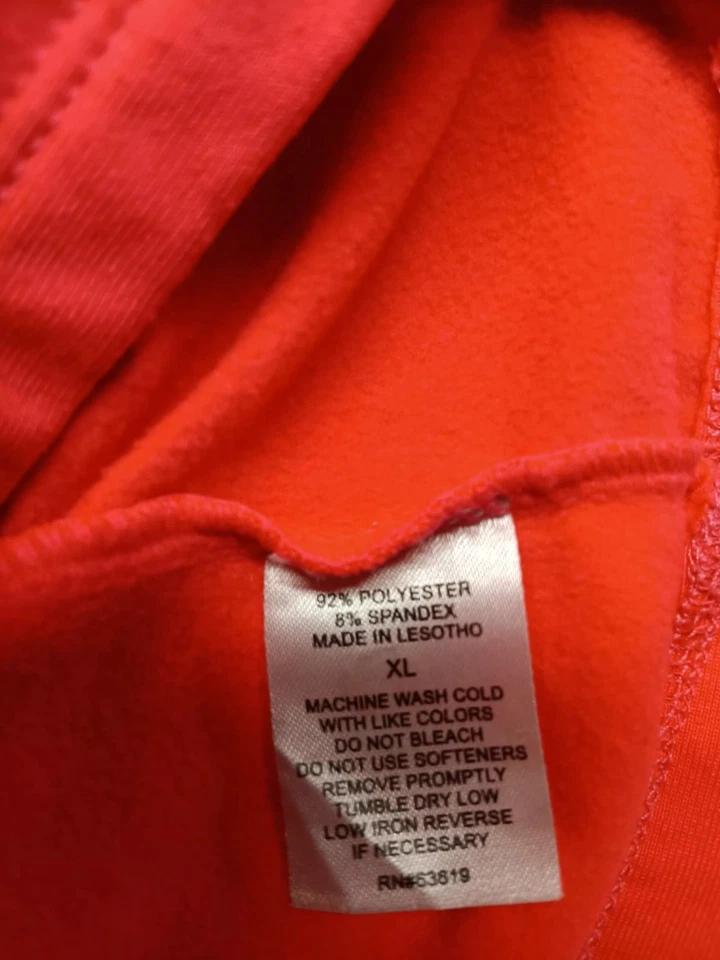 92% POLYESTER
8% SPANDEX
MADE IN LESOTHO
XL
MACHINE WASH COLD
WITH LIKE COLORS
DO NOT BLEACH
DO NOT USE SOFTENERS
REMOVE PROMPTLY
TUMBLE DRY LOW
LOW IRON REVERSE
IF NECESSARY
RN#63619